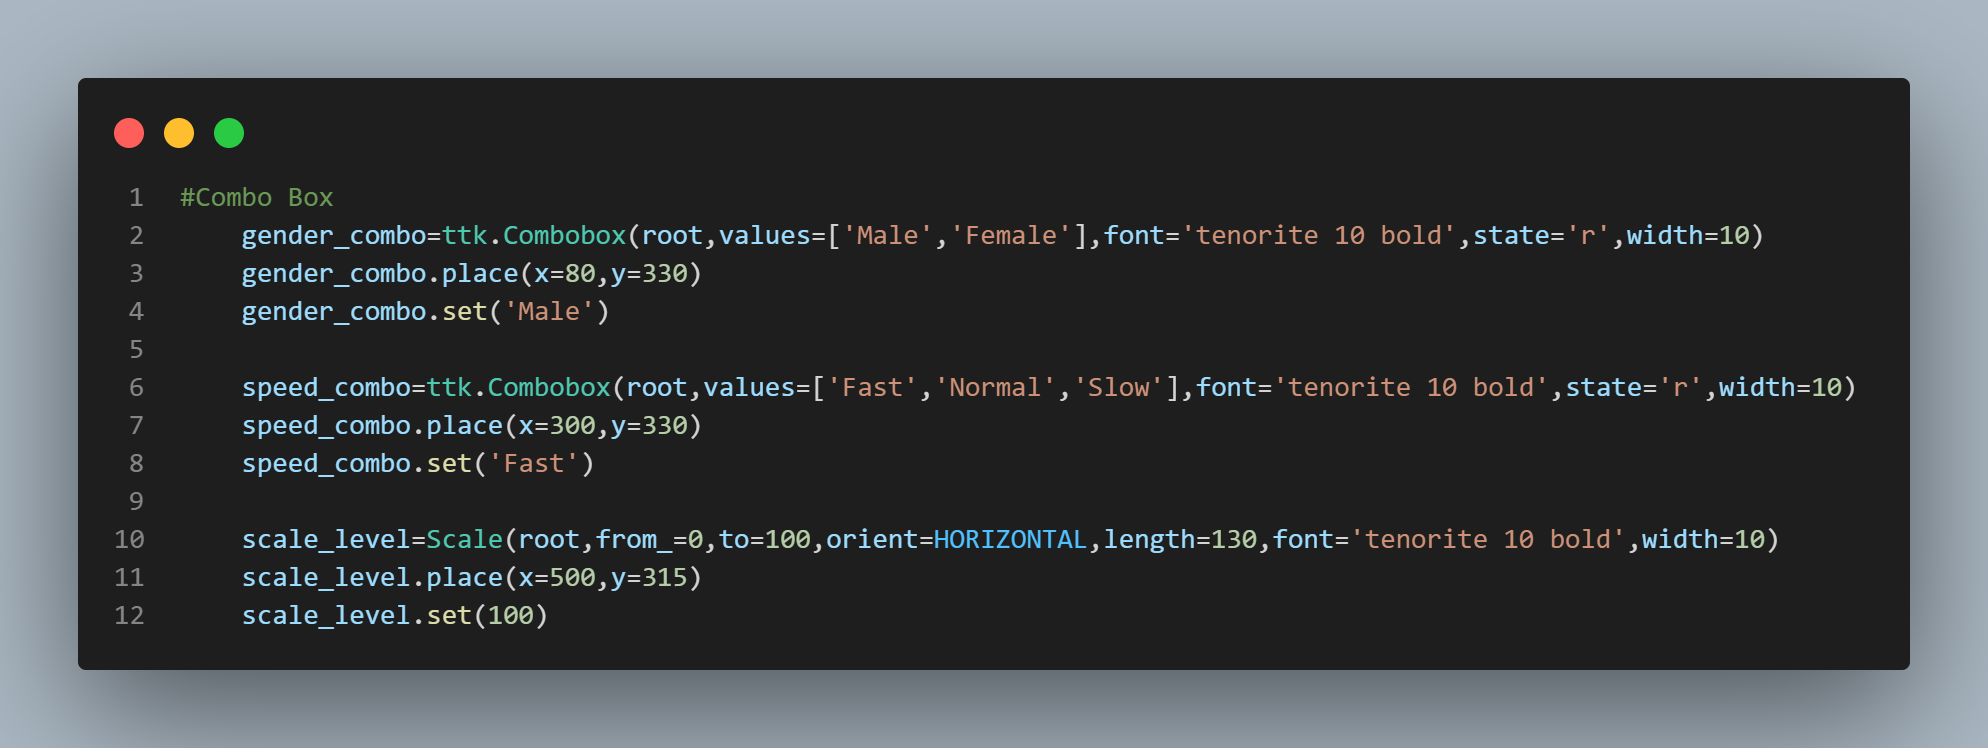 1 #Combo Box
2     gender_combo=ttk.Combobox(root,values=['Male','Female'],font='tenorite 10 bold',state='r',width=10)
3     gender_combo.place(x=80,y=330)
4     gender_combo.set('Male')
5
6     speed_combo=ttk.Combobox(root,values=['Fast','Normal','Slow'],font='tenorite 10 bold',state='r',width=10)
7     speed_combo.place(x=300,y=330)
8     speed_combo.set('Fast')
9
10     scale_level=Scale(root,from_=0,to=100,orient=HORIZONTAL,length=130,font='tenorite 10 bold',width=10)
11     scale_level.place(x=500,y=315)
12     scale_level.set(100)